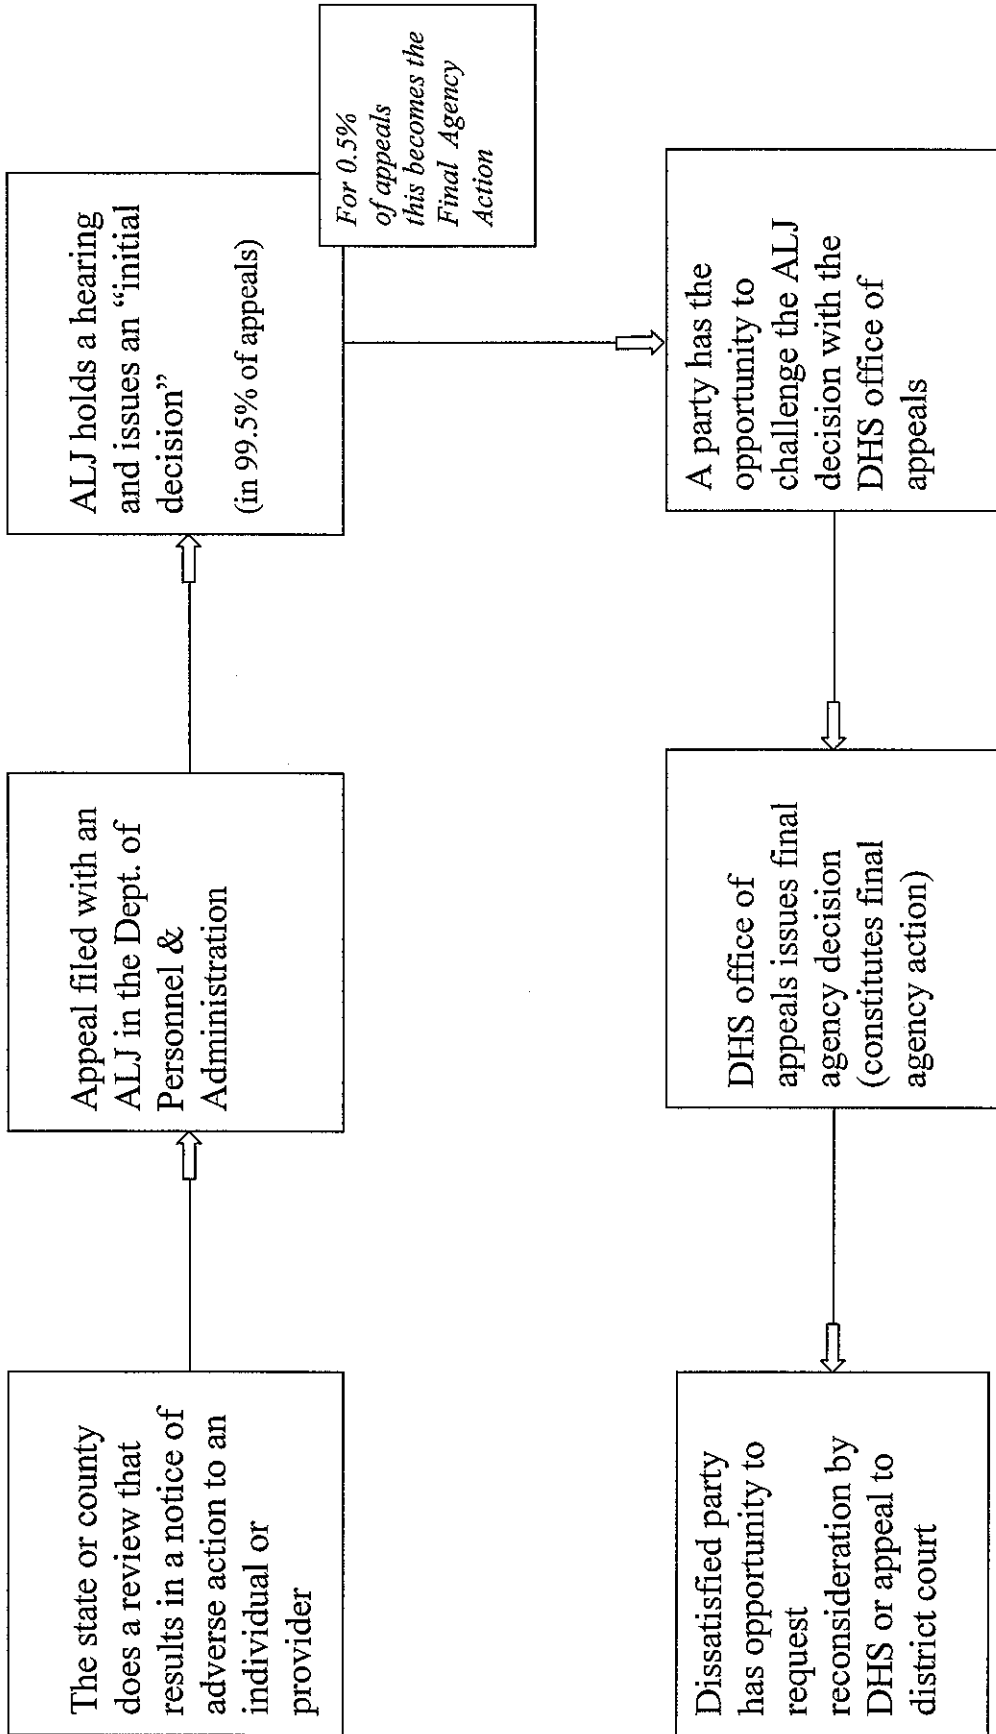 The state or county
does a review that
results in a notice of
adverse action to an
individual or
provider
Appeal filed with an
ALJ in the Dept. of
Personnel &
Administration
ALJ holds a hearing
and issues an “initial
decision”
(in 99.5% of appeals)
For 0.5%
of appeals
this becomes the
Final Agency
Action
A party has the
opportunity to
challenge the ALJ
decision with the
DHS office of
appeals
DHS office of
appeals issues final
agency decision
(constitutes final
agency action)
Dissatisfied party
has opportunity to
request
reconsideration by
DHS or appeal to
district court